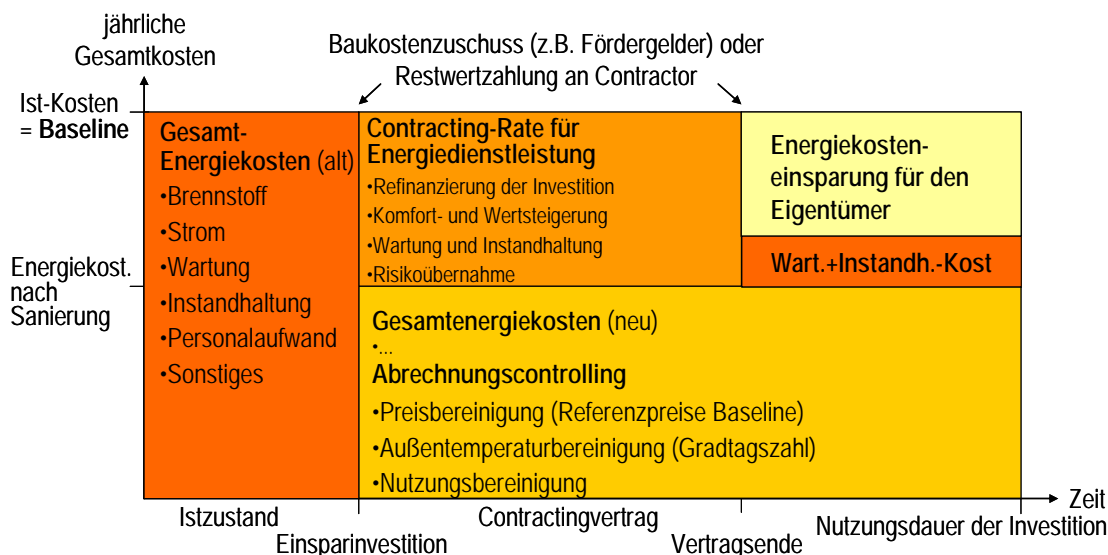 jährliche
Gesamtkosten
Baukostenzuschuss (z.B. Fördergelder) oder
Restwertzahlung an Contractor
Ist-Kosten
= Baseline
Gesamt-
Energiekosten (alt)
•Brennstoff
•Strom
•Wartung
•Instandhaltung
•Personalaufwand
•Sonstiges
Contracting-Rate für
Energiedienstleistung
•Refinanzierung der Investition
•Komfort- und Wertsteigerung
•Wartung und Instandhaltung
•Risikoübernahme
Energiekosten-
einsparung für den
Eigentümer
Wart.+Instandh.-Kost
Energiekost.
nach
Sanierung
Gesamtenergiekosten (neu)
•...
Abrechnungscontrolling
•Preisbereinigung (Referenzpreise Baseline)
•Außentemperaturbereinigung (Gradtagszahl)
•Nutzungsbereinigung
Zeit
Istzustand
Contractingvertrag
Nutzungsdauer der Investition
Einsparinvestition
Vertragsende